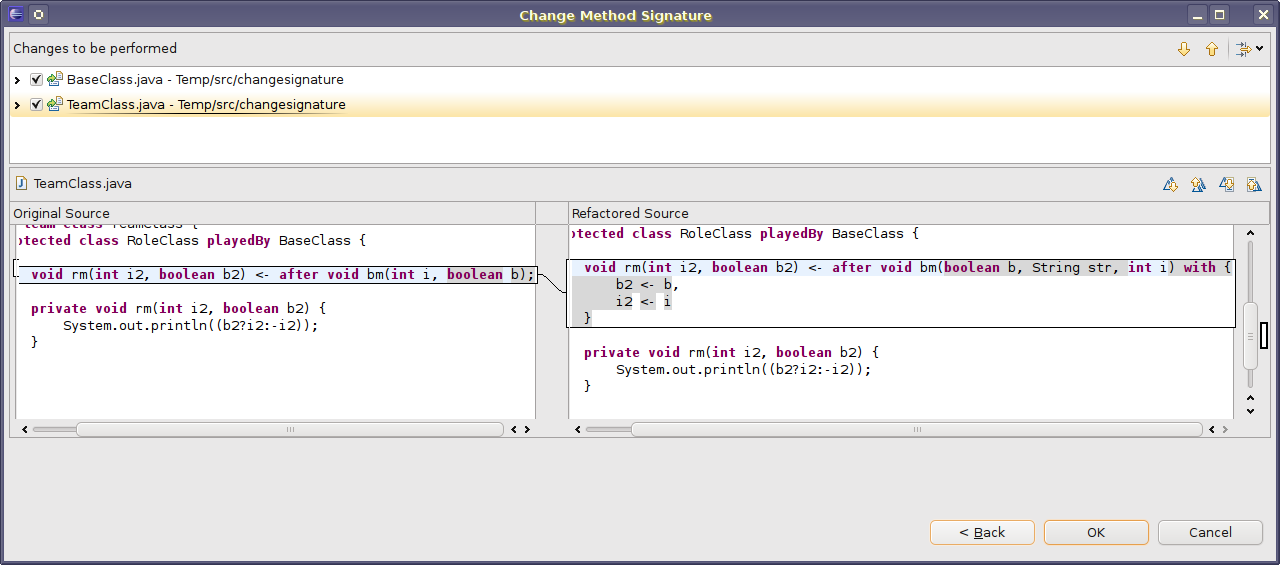 Change Method Signature
Changes to be performed
BaseClass.java - Temp/src/changesignature
TeamClass.java - Temp/src/changesignature
TeamClass.java
Original Source
team class TeamClass {
otected class RoleClass playedBy BaseClass {
void rm(int i2, boolean b2) <- after void bm(int i, boolean b);
private void rm(int i2, boolean b2) {
System.out.println((b2?i2:-i2));
}
Refactored Source
otected class RoleClass playedBy BaseClass {
void rm(int i2, boolean b2) <- after void bm(boolean b, String str, int i) with {
b2 <- b,
i2 <- i
}
private void rm(int i2, boolean b2) {
System.out.println((b2?i2:-i2));
}
< Back
OK
Cancel